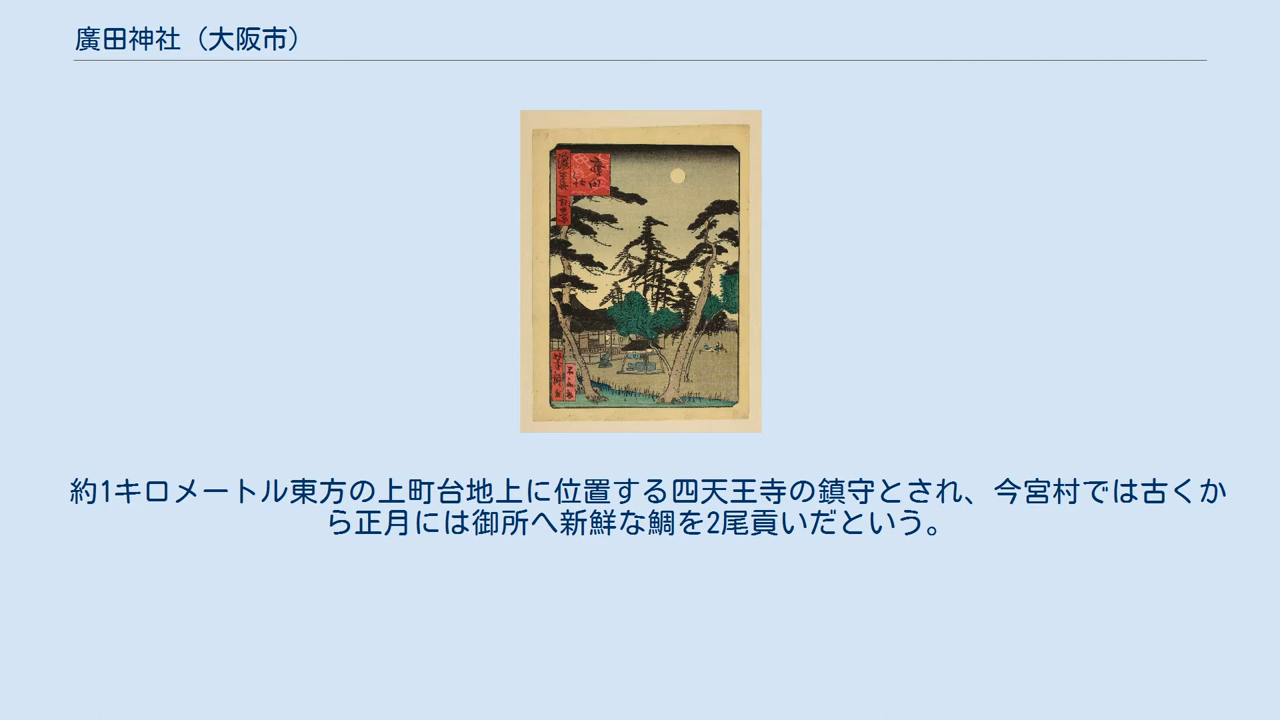 廣田神社（大阪市）
約1キロメートル東方の上町台地上に位置する四天王寺の鎮守とされ、今宮村では古くか
ら正月には御所へ新鮮な鯛を2尾貢いだという。